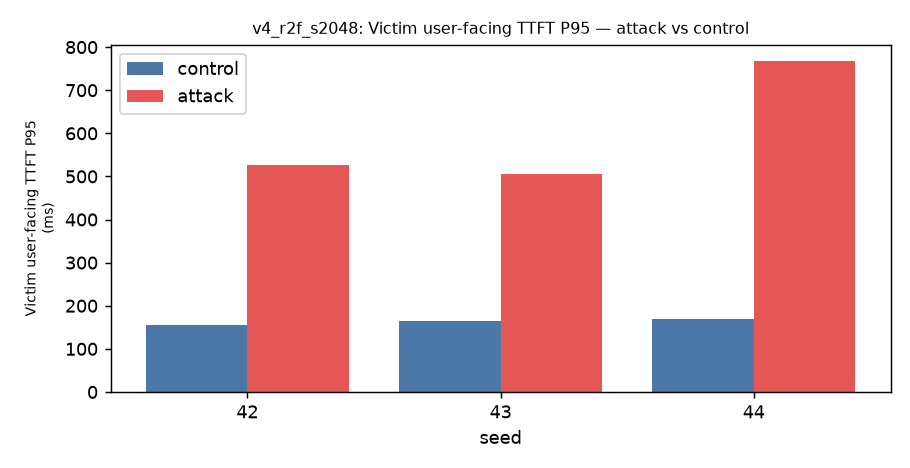 v4_r2f_s2048: Victim user-facing TTFT P95 — attack vs control
control
attack
Victim user-facing TTFT P95
(ms)
800
700
600
500
400
300
200
100
0
42
43
44
seed